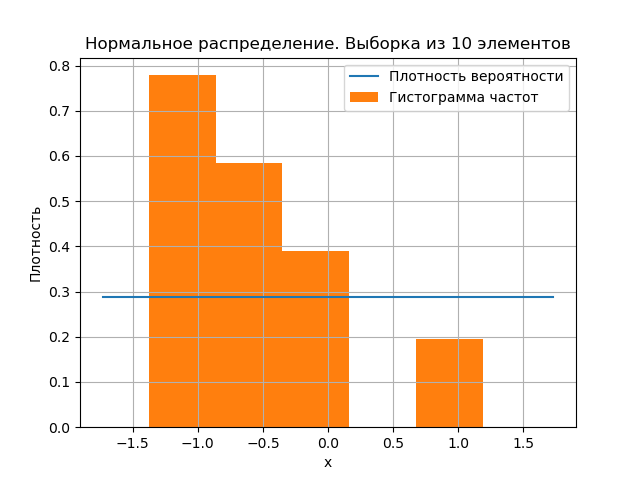 Нормальное распределение. Выборка из 10 элементов
Плотность вероятности
Гистограмма частот
Плотность
0.8
0.7
0.6
0.5
0.4
0.3
0.2
0.1
0.0
−1.5 −1.0 −0.5 0.0 0.5 1.0 1.5
x